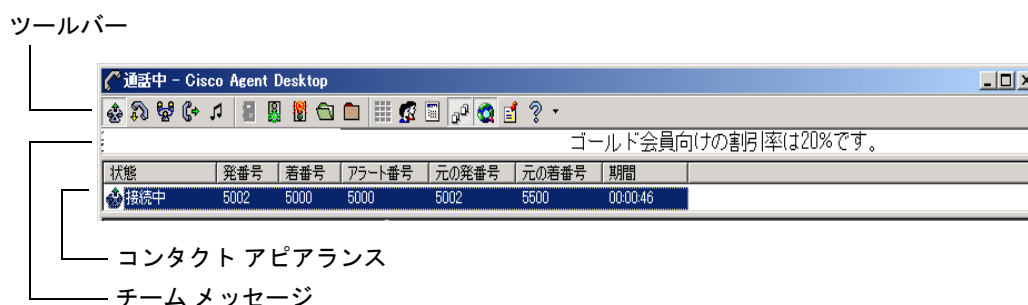 ツールバー
通話中 - Cisco Agent Desktop
ゴールド会員向けの割引率は20%です。
状態 発番号 着番号 アラート番号 元の発番号 元の着番号 期間
接続中 5002 5000 5000 5002 5500 00:00:46
コンタクト アピアランス
チーム メッセージ